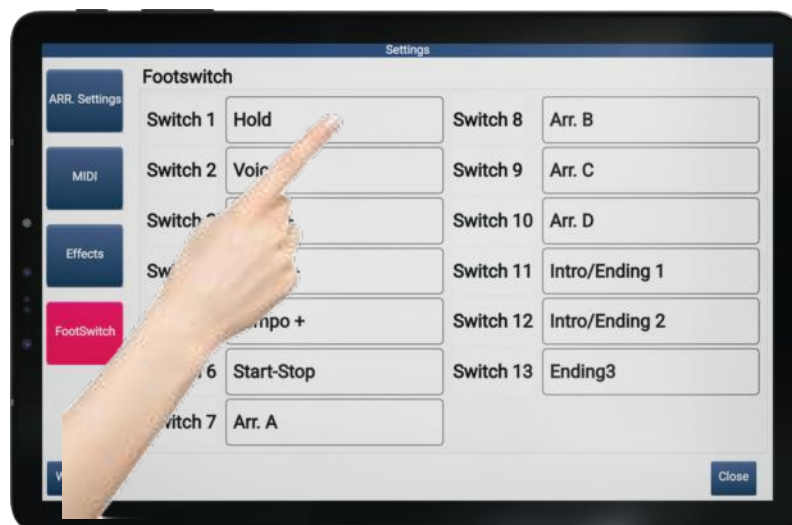 Settings
Footswitch
ARR. Settings
MIDI
Effects
FootSwitch
Switch 1 Hold
Switch 2
Switch 6 Start-Stop
Switch 7 Arr. A
Switch 8 Arr. B
Switch 9 Arr. C
Switch 10 Arr. D
Switch 11 Intro/Ending 1
Switch 12 Intro/Ending 2
Switch 13 Ending3
Close